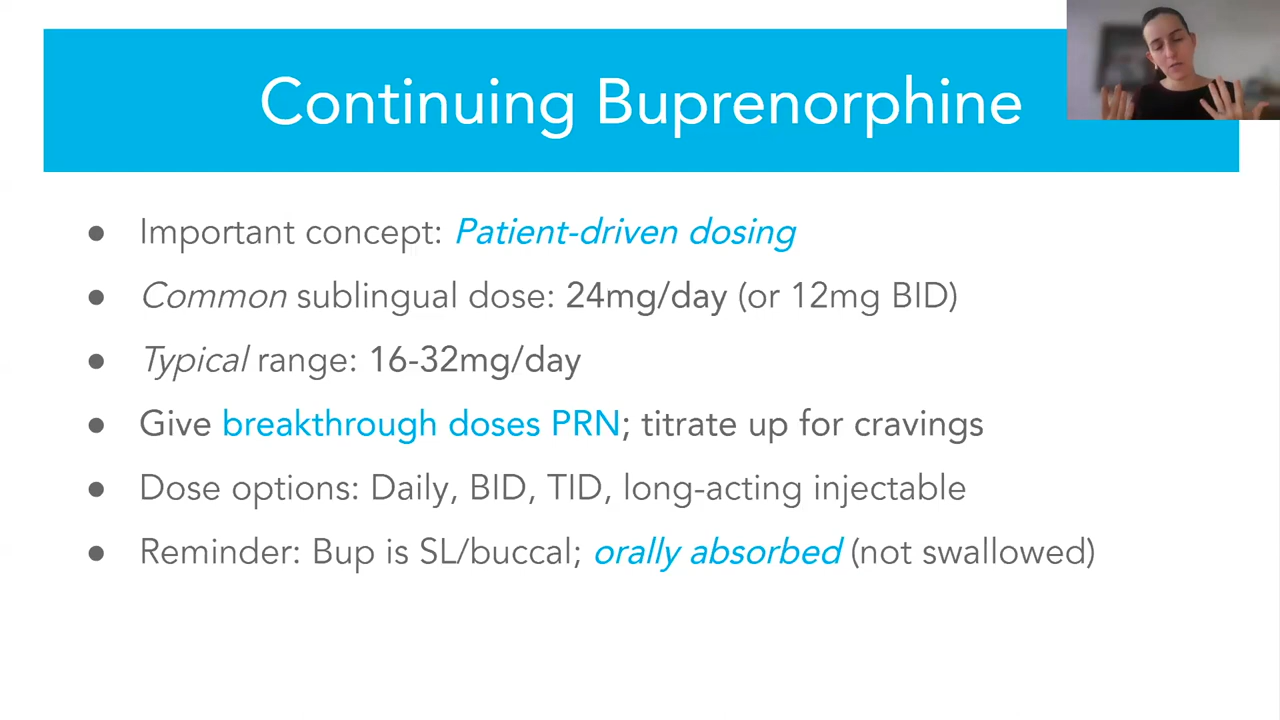 Continuing Buprenorphine
● Important concept: Patient-driven dosing
● Common sublingual dose: 24mg/day (or 12mg BID)
● Typical range: 16-32mg/day
● Give breakthrough doses PRN; titrate up for cravings
● Dose options: Daily, BID, TID, long-acting injectable
● Reminder: Bup is SL/buccal; orally absorbed (not swallowed)